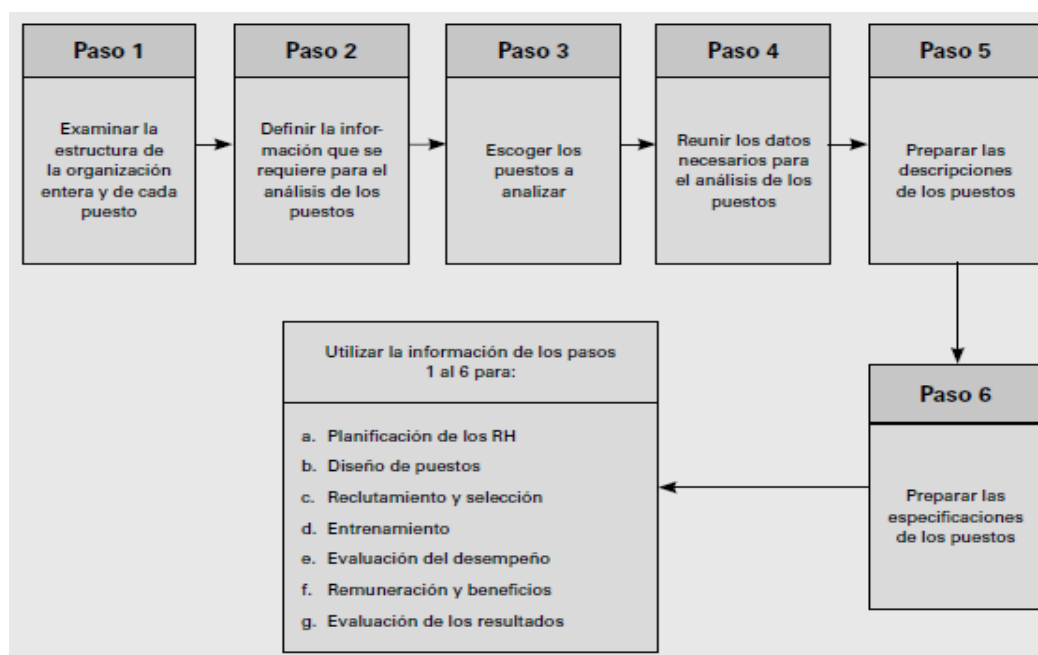 Paso 1
Examinar la
estructura de
la organización
entera y de cada
puesto
Paso 2
Definir la infor-
mación que se
requiere para el
análisis de los
puestos
Paso 3
Escoger los
puestos a
analizar
Paso 4
Reunir los datos
necesarios para
el análisis de los
puestos
Paso 5
Preparar las
descripciones
de los puestos
Paso 6
Preparar las
especificaciones
de los puestos
Utilizar la información de los pasos
1 al 6 para:
a. Planificación de los RH
b. Diseño de puestos
c. Reclutamiento y selección
d. Entrenamiento
e. Evaluación del desempeño
f. Remuneración y beneficios
g. Evaluación de los resultados